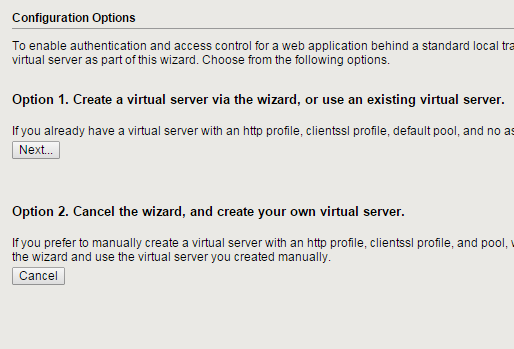 Configuration Options
To enable authentication and access control for a web application behind a standard local
virtual server as part of this wizard. Choose from the following options.
Option 1. Create a virtual server via the wizard, or use an existing virtual server.
If you already have a virtual server with an http profile, clientssl profile, default pool, and no
Next...
Option 2. Cancel the wizard, and create your own virtual server.
If you prefer to manually create a virtual server with an http profile, clientssl profile, and pool,
the wizard and use the virtual server you created manually.
Cancel